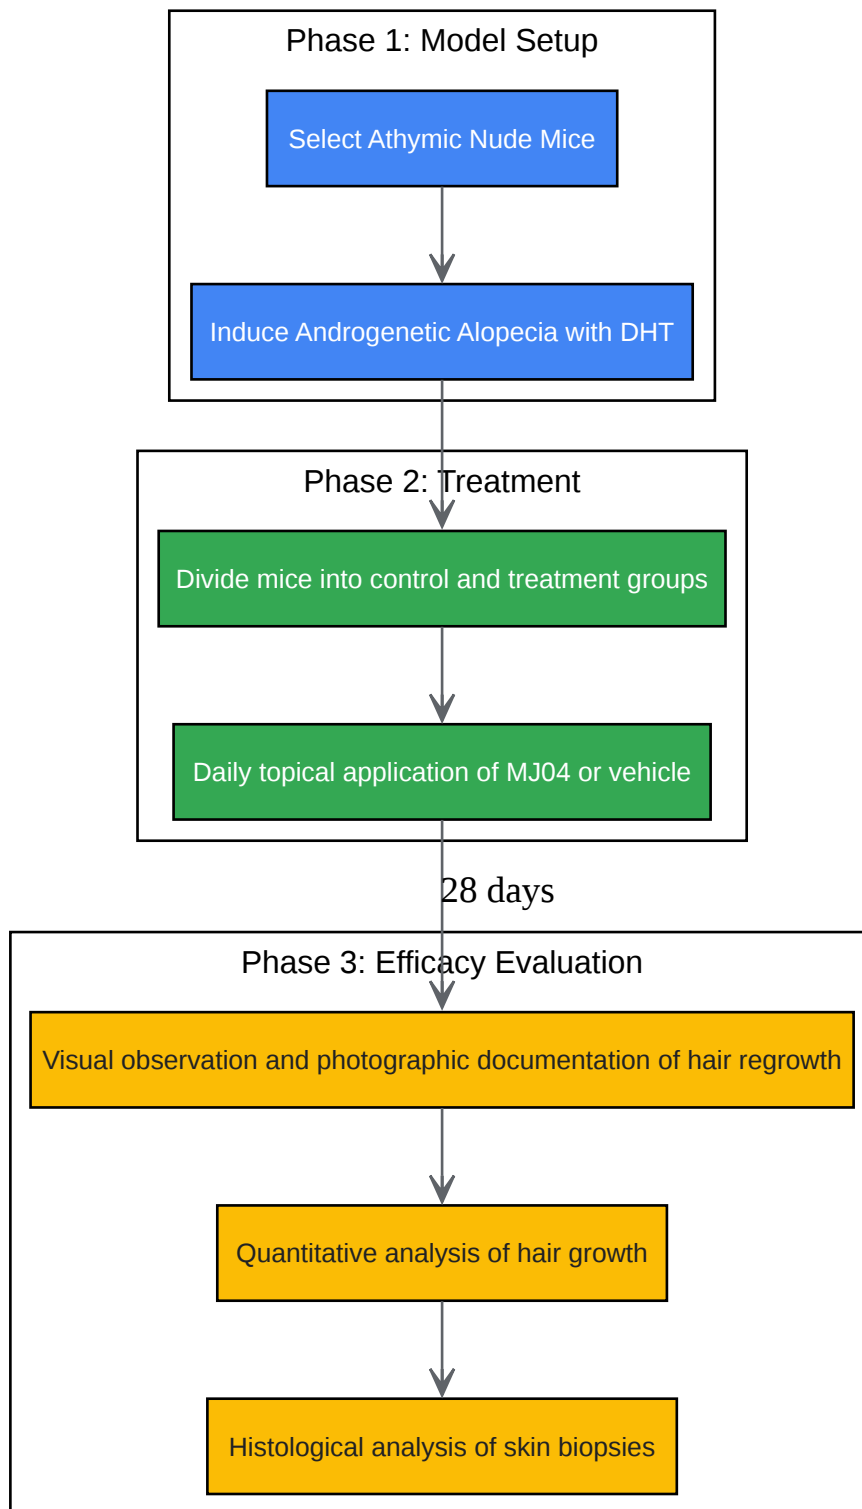 Phase 1: Model Setup
Select Athymic Nude Mice
Induce Androgenetic Alopecia with DHT
Phase 2: Treatment
Divide mice into control and treatment groups
Daily topical application of MJ04 or vehicle
28 days
Phase 3: Efficacy Evaluation
Visual observation and photographic documentation of hair regrowth
Quantitative analysis of hair growth
Histological analysis of skin biopsies